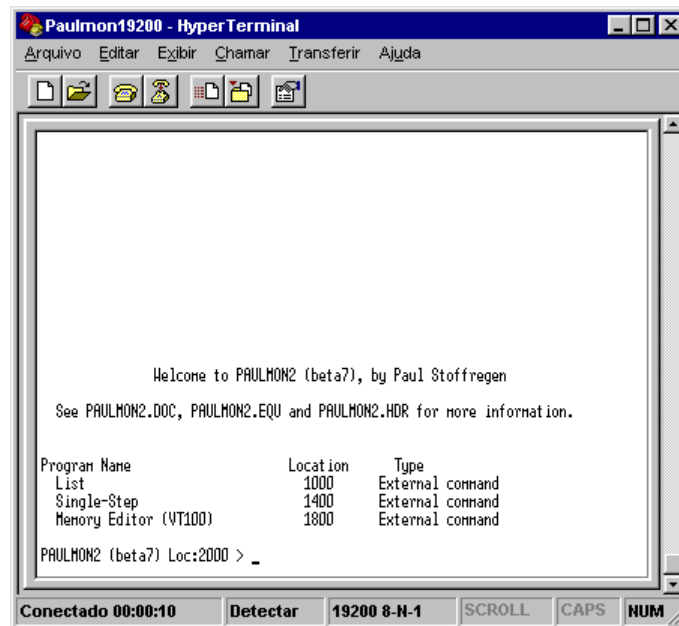 Paulmon19200 - HyperTerminal
Arquivo Editar Exibir Chamar Transferir Ajuda
Welcome to PAULMON2 (beta7), by Paul Stoffregen
See PAULMON2.DOC, PAULMON2.EQU and PAULMON2.HDR for more information.
Program Name Location Type
List 1000 External command
Single-Step 1400 External command
Memory Editor (VT100) 1800 External command
PAULMON2 (beta7) Loc:2000 > _
Conectado 00:00:10 Detectar 19200 8-N-1 SCROLL CAPS NUM